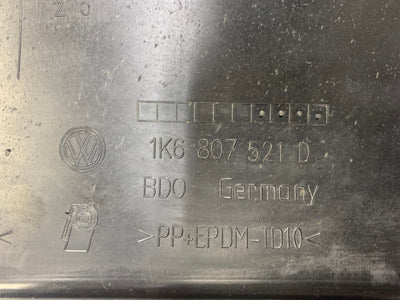 Z O
1K6 807 521 D
BDO Germany
>PP+EPDM-TD10<